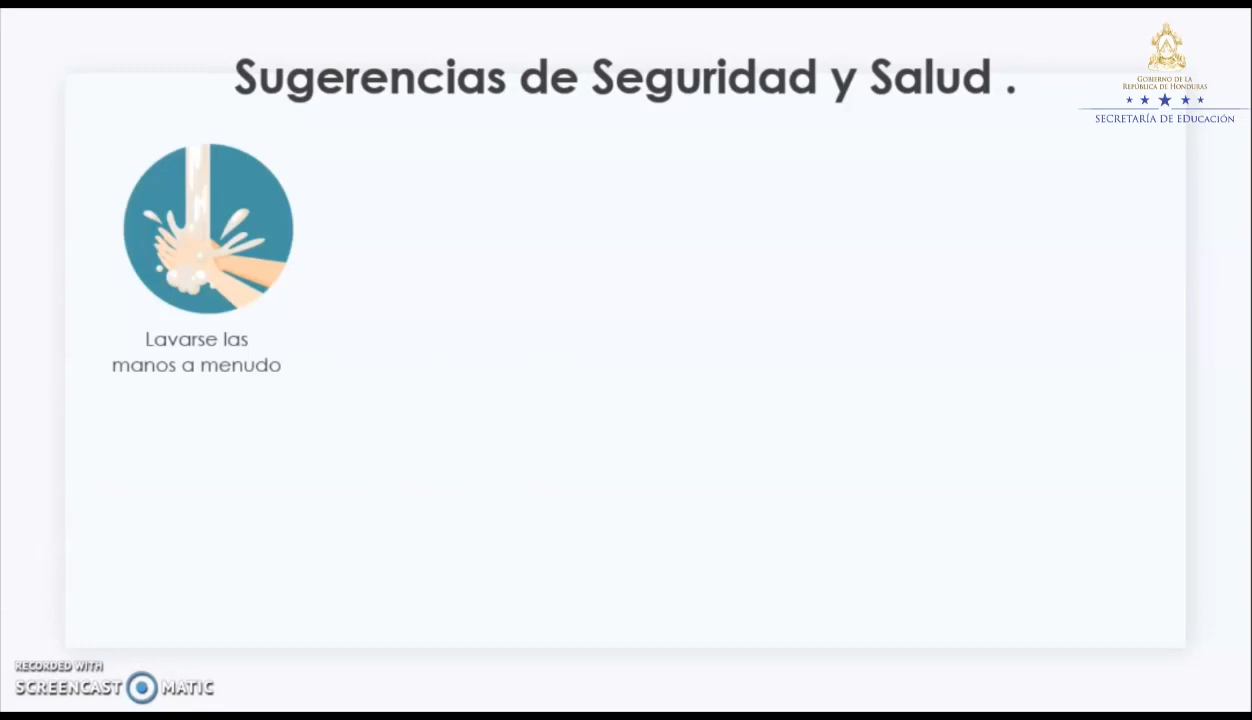 Sugerencias de Seguridad y Salud .
GOBIERNO DE LA
REPÚBLICA DE HONDURAS
SECRETARÍA DE EDUCACIÓN
Lavarse las
manos a menudo
RECORDED WITH
SCREENCAST MATIC